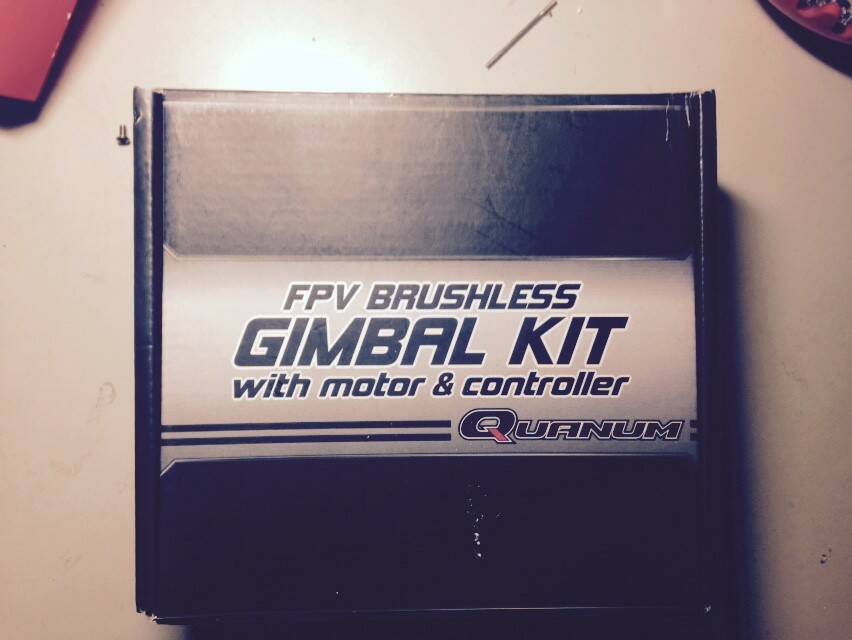 FPV BRUSHLESS
GIMBAL KIT
with motor & controller
QUANUM